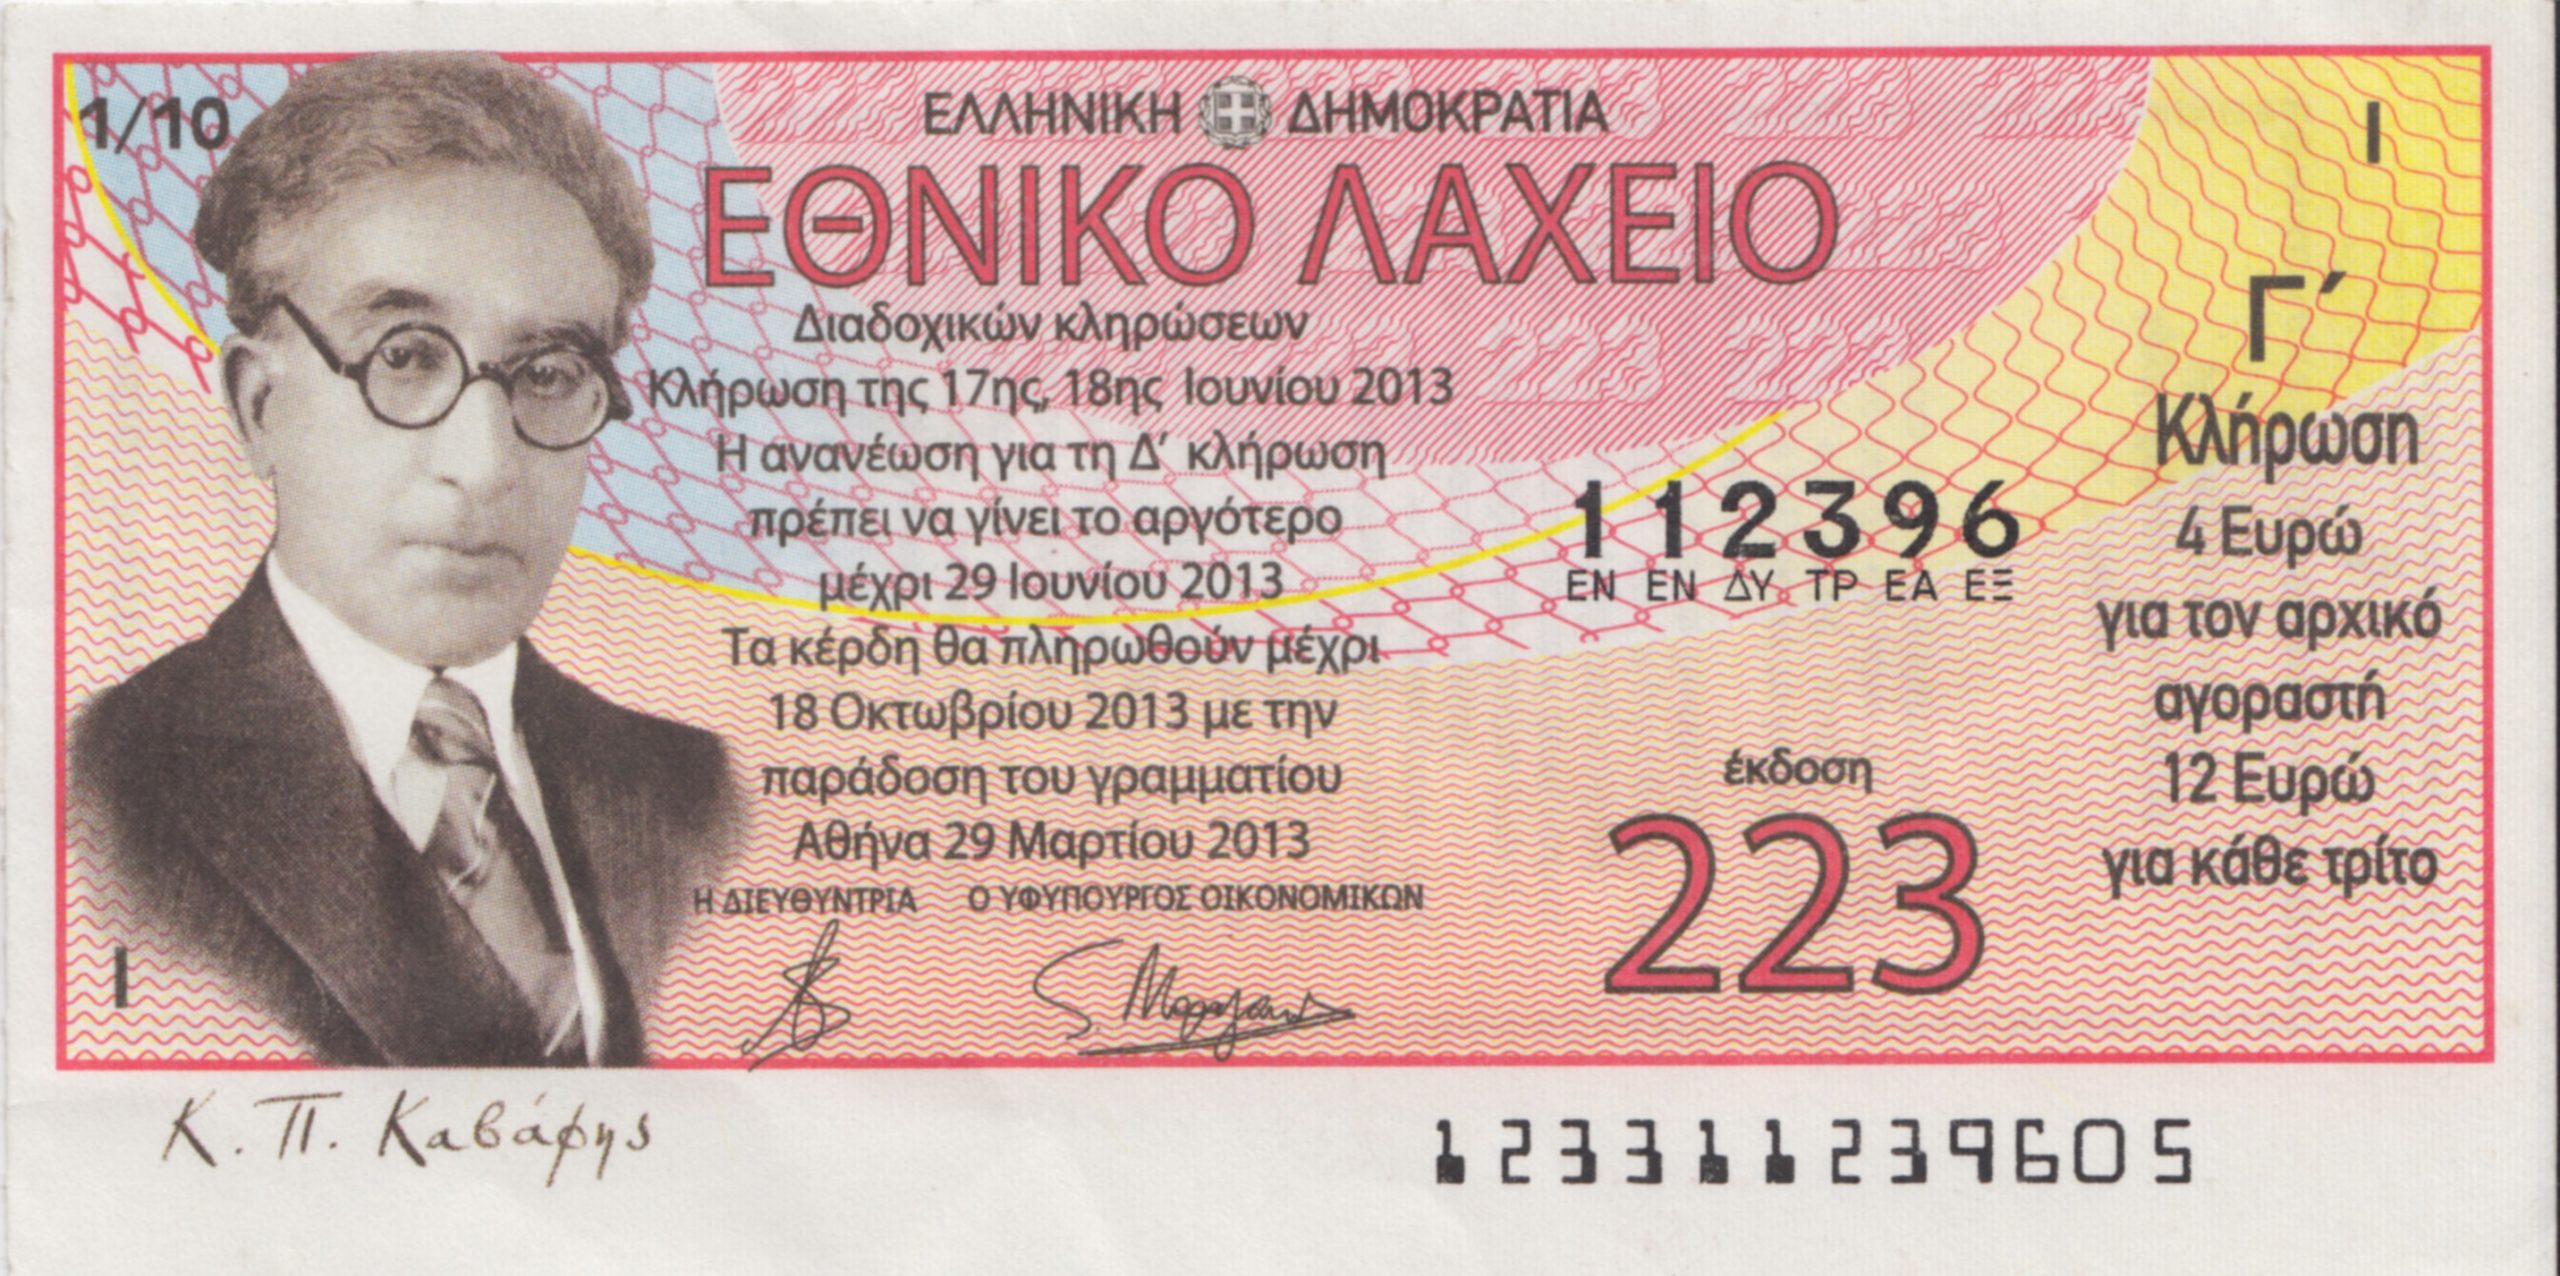 1/10
ΕΛΛΗΝΙΚΗ ΔΗΜΟΚΡΑΤΙΑ
Ι
ΕΘΝΙΚΟ ΛΑΧΕΙΟ
Διαδοχικών κληρώσεων
Κλήρωση της 17ης, 18ης Ιουνίου 2013
Η ανανέωση για τη Δ΄ κλήρωση
πρέπει να γίνει το αργότερο
μέχρι 29 Ιουνίου 2013
Τα κέρδη θα πληρωθούν μέχρι
18 Οκτωβρίου 2013 με την
παράδοση του γραμματίου
Αθήνα 29 Μαρτίου 2013
Η ΔΙΕΥΘΥΝΤΡΙΑ Ο ΥΦΥΠΟΥΡΓΟΣ ΟΙΚΟΝΟΜΙΚΩΝ
112396
ΕΝ ΕΝ ΔΥ ΤΡ ΕΑ ΕΞ
έκδοση
223
Γ΄
Κλήρωση
4 Ευρώ
για τον αρχικό
αγοραστή
12 Ευρώ
για κάθε τρίτο
Ι
Κ. Π. Καβάφης
123311239605